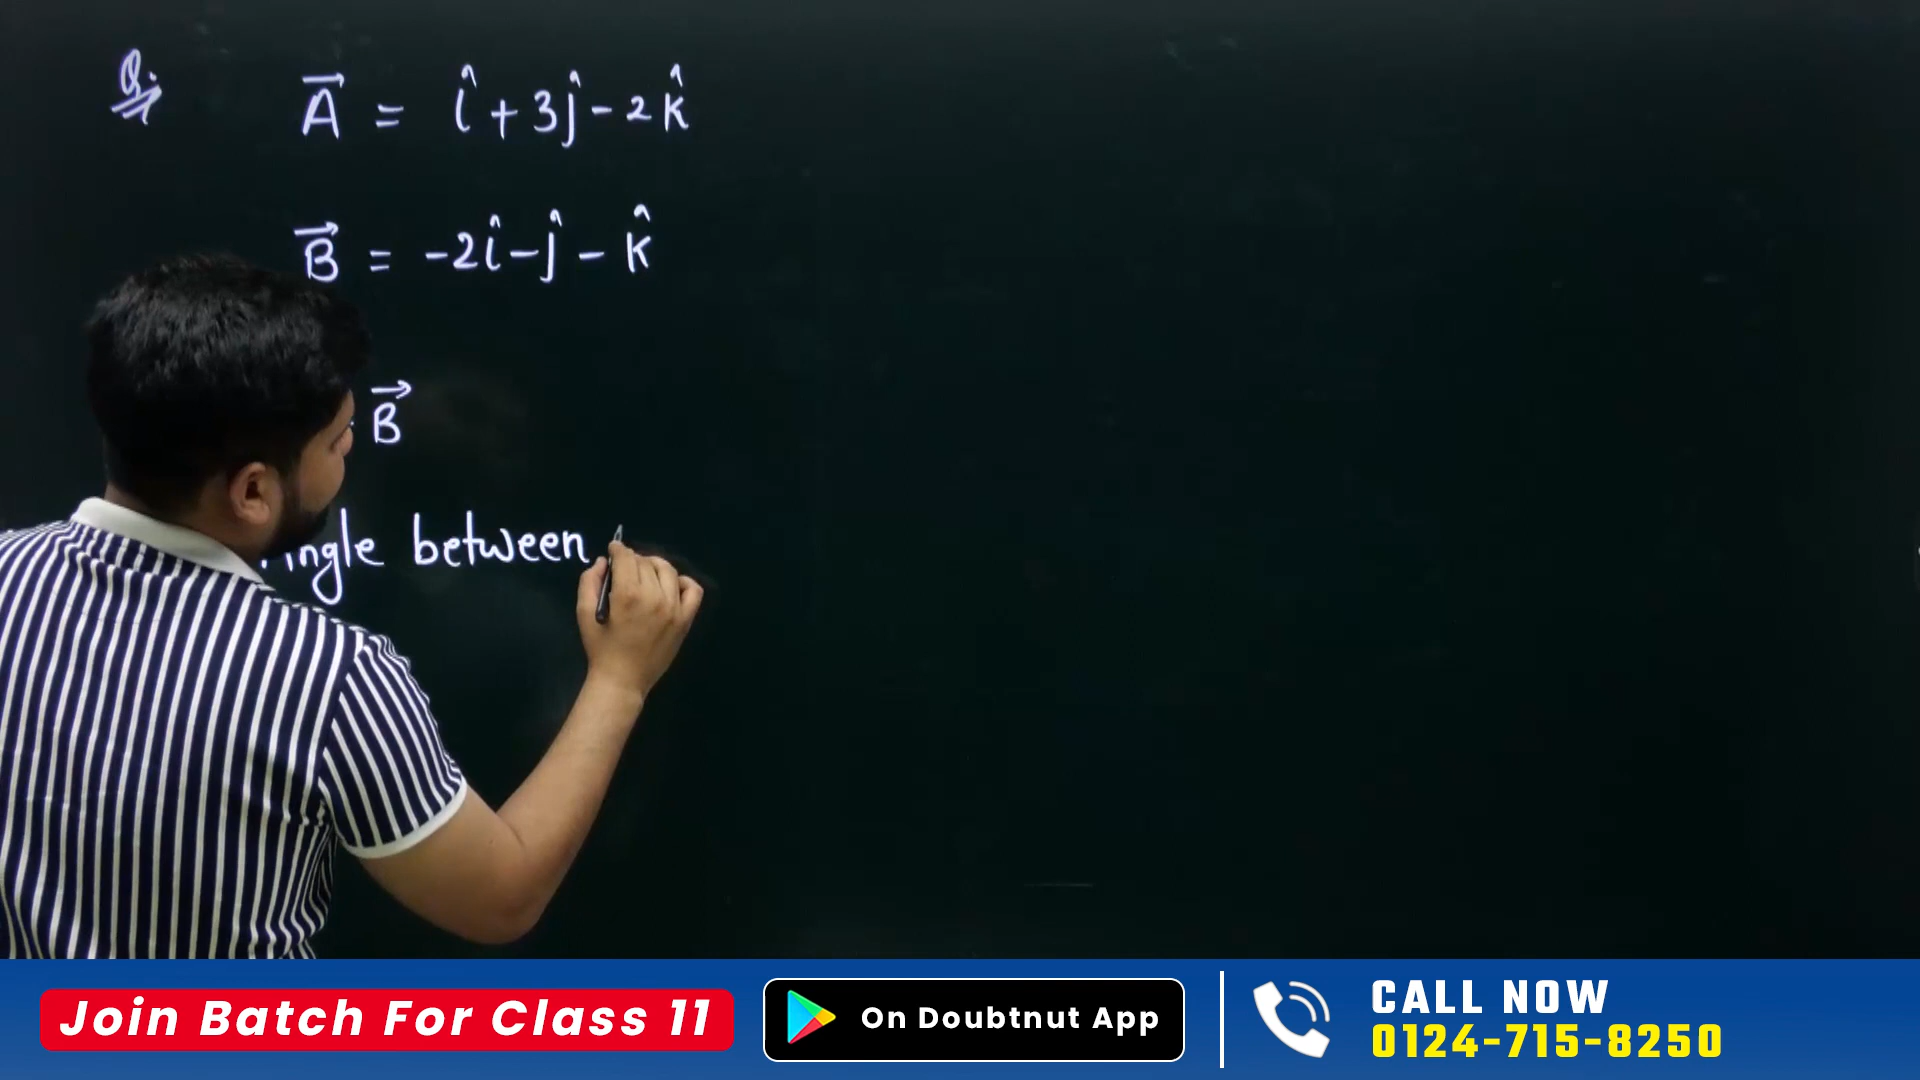 Q.
A⃗ = î + 3ĵ - 2k̂
B⃗ = -2î - ĵ - k̂
B⃗
ngle between
Join Batch For Class 11
On Doubtnut App
CALL NOW
0124-715-8250